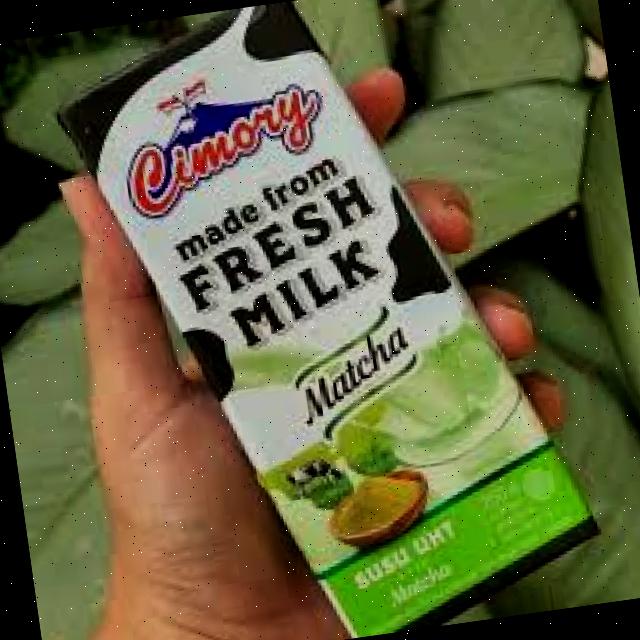 Cimory
made from
FRESH
MILK
Matcha
SUSU UHT
Matcha